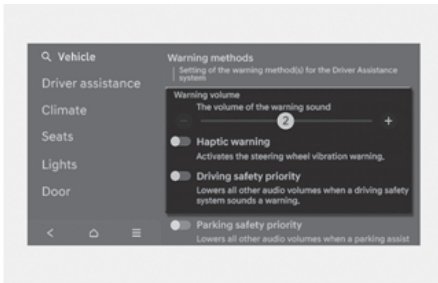 Vehicle
Driver assistance
Climate
Seats
Lights
Door
Warning methods
Setting of the warning method(s) for the Driver Assistance
system
Warning volume
The volume of the warning sound
- 2 +
Haptic warning
Activates the steering wheel vibration warning.
Driving safety priority
Lowers all other audio volumes when a driving safety
system sounds a warning.
Parking safety priority
Lowers all other audio volumes when a parking assist